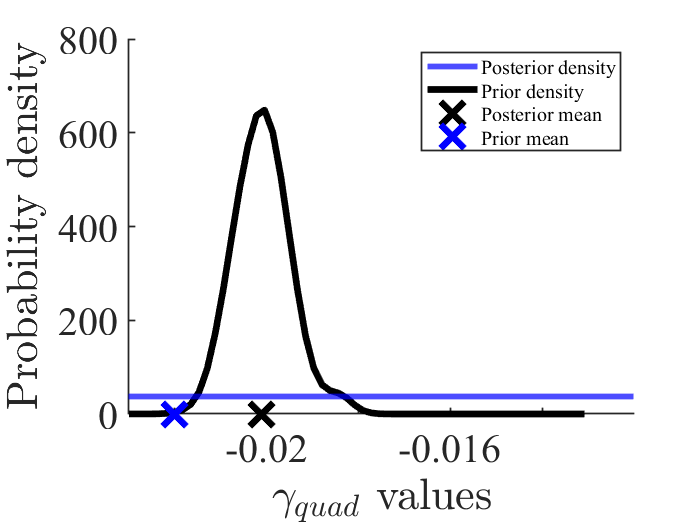 800
600
400
200
0
Probability density
Posterior density
Prior density
Posterior mean
Prior mean
-0.02
-0.016
γquad values